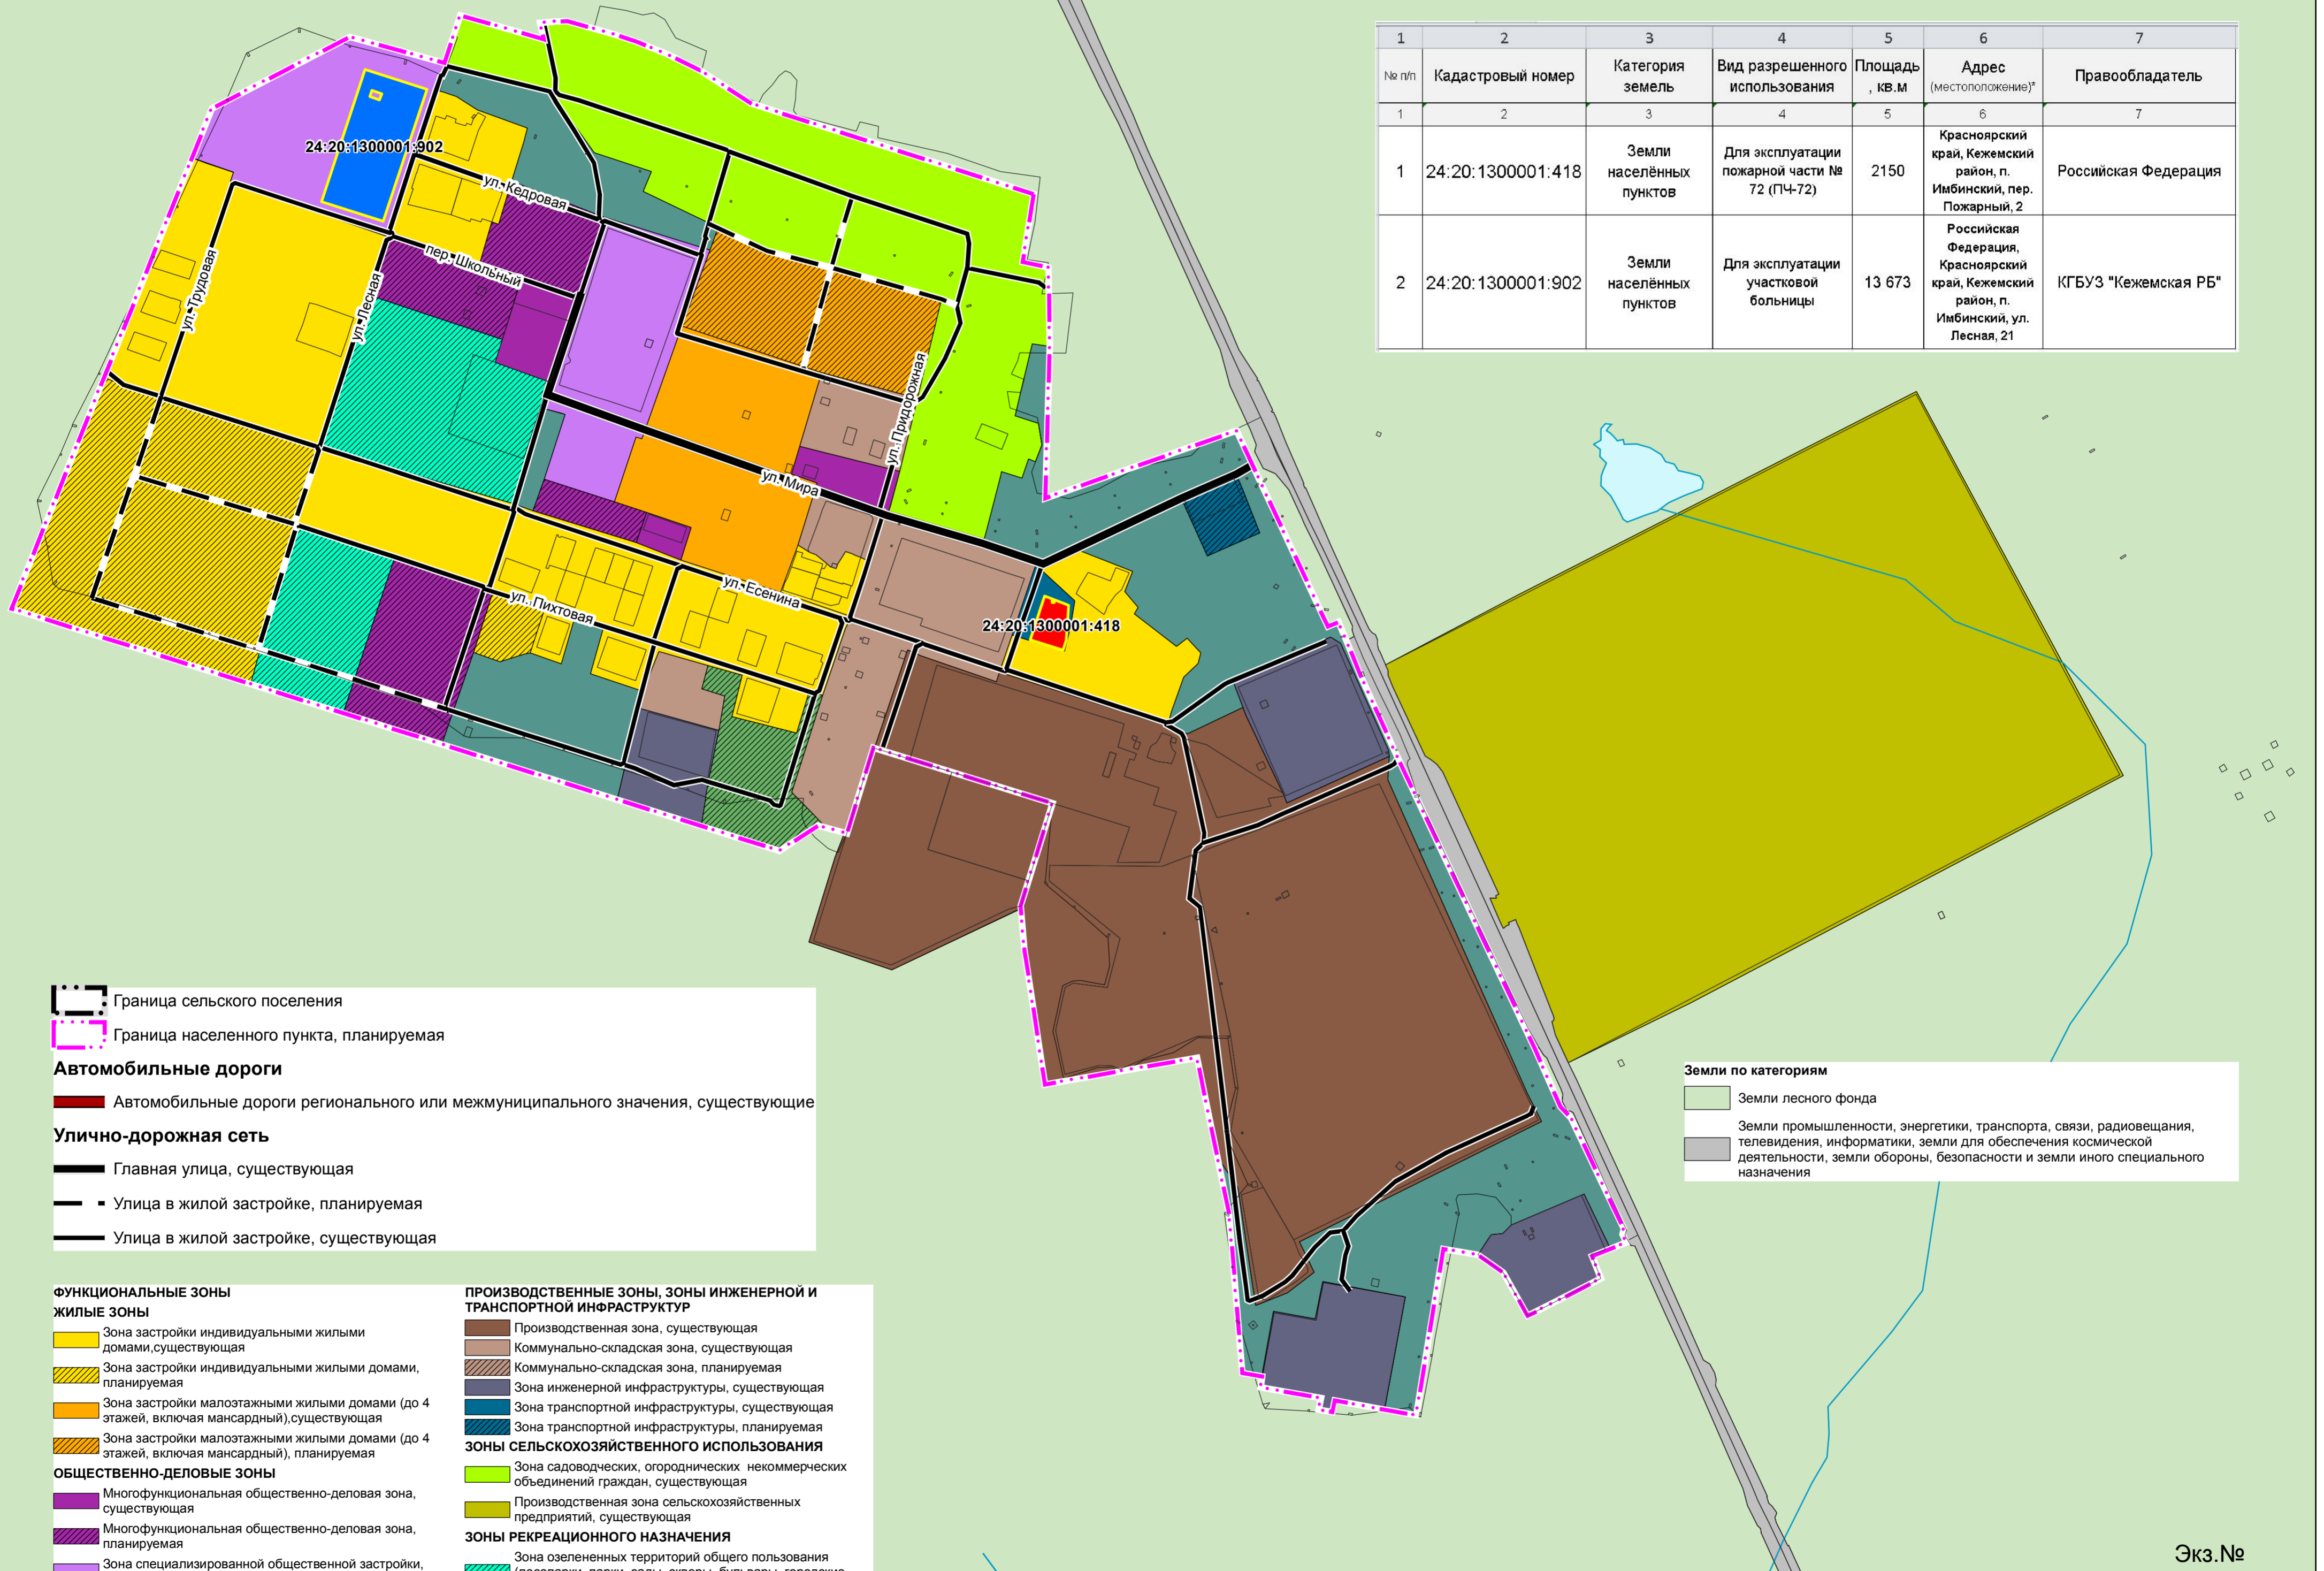 1 2 3 4 5 6 7
№ п/п Кадастровый номер Категория земель Вид разрешенного использования Площадь, кв.м Адрес (местоположение)* Правообладатель
1 2 3 4 5 6 7
1 24:20:1300001:418 Земли населённых пунктов Для эксплуатации пожарной части № 72 (ПЧ-72) 2150 Красноярский край, Кежемский район, п. Имбинский, пер. Пожарный, 2 Российская Федерация
2 24:20:1300001:902 Земли населённых пунктов Для эксплуатации участковой больницы 13 673 Российская Федерация, Красноярский край, Кежемский район, п. Имбинский, ул. Лесная, 21 КГБУЗ "Кежемская РБ"
24:20:1300001:902
ул. Кедровая
пер. Школьный
ул. Трудовая
ул. Лесная
ул. Придорожная
ул. Мира
ул. Есенина
ул. Пихтовая
24:20:1300001:418
Граница сельского поселения
Граница населенного пункта, планируемая
Автомобильные дороги
Автомобильные дороги регионального или межмуниципального значения, существующие
Улично-дорожная сеть
Главная улица, существующая
Улица в жилой застройке, планируемая
Улица в жилой застройке, существующая
Земли по категориям
Земли лесного фонда
Земли промышленности, энергетики, транспорта, связи, радиовещания,
телевидения, информатики, земли для обеспечения космической
деятельности, земли обороны, безопасности и земли иного специального
назначения
ФУНКЦИОНАЛЬНЫЕ ЗОНЫ
ЖИЛЫЕ ЗОНЫ
Зона застройки индивидуальными жилыми
домами,существующая
Зона застройки индивидуальными жилыми домами,
планируемая
Зона застройки малоэтажными жилыми домами (до 4
этажей, включая мансардный),существующая
Зона застройки малоэтажными жилыми домами (до 4
этажей, включая мансардный), планируемая
ОБЩЕСТВЕННО-ДЕЛОВЫЕ ЗОНЫ
Многофункциональная общественно-деловая зона,
существующая
Многофункциональная общественно-деловая зона,
планируемая
Зона специализированной общественной застройки,
ПРОИЗВОДСТВЕННЫЕ ЗОНЫ, ЗОНЫ ИНЖЕНЕРНОЙ И
ТРАНСПОРТНОЙ ИНФРАСТРУКТУР
Производственная зона, существующая
Коммунально-складская зона, существующая
Коммунально-складская зона, планируемая
Зона инженерной инфраструктуры, существующая
Зона транспортной инфраструктуры, существующая
Зона транспортной инфраструктуры, планируемая
ЗОНЫ СЕЛЬСКОХОЗЯЙСТВЕННОГО ИСПОЛЬЗОВАНИЯ
Зона садоводческих, огороднических некоммерческих
объединений граждан, существующая
Производственная зона сельскохозяйственных
предприятий, существующая
ЗОНЫ РЕКРЕАЦИОННОГО НАЗНАЧЕНИЯ
Зона озелененных территорий общего пользования
Экз.№